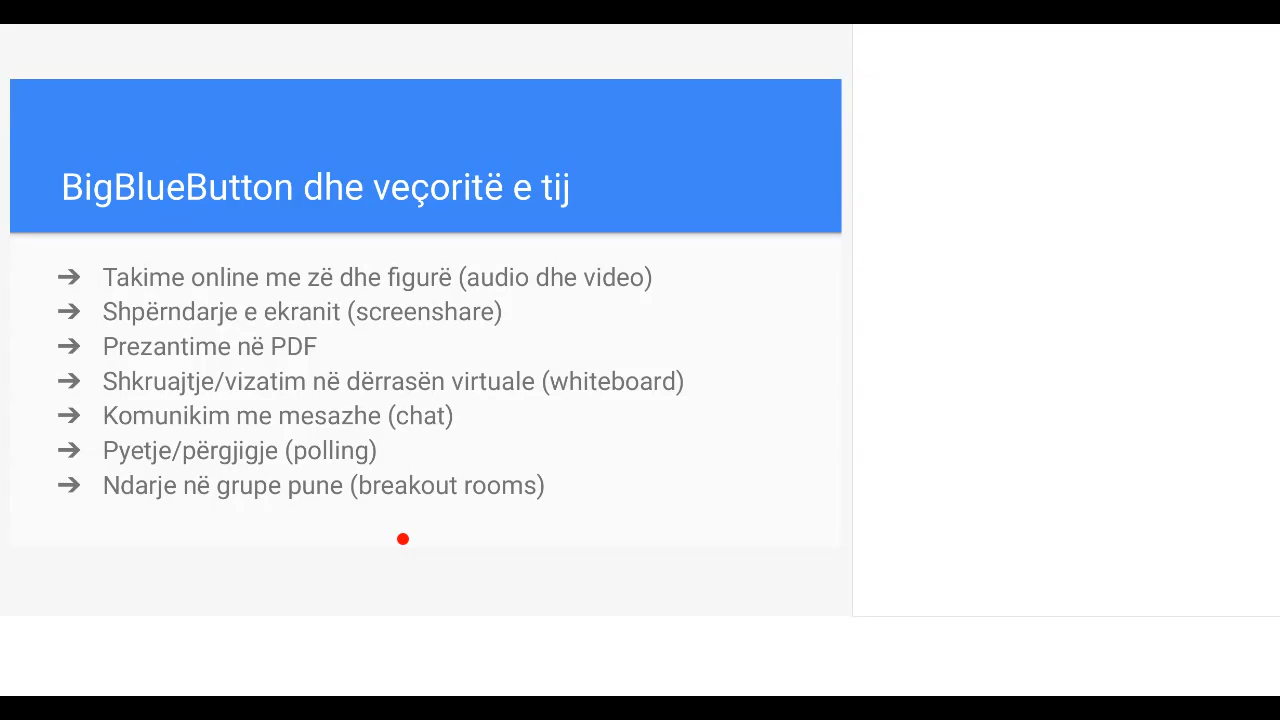 BigBlueButton dhe veçoritë e tij
➔ Takime online me zë dhe figurë (audio dhe video)
➔ Shpërndarje e ekranit (screenshare)
➔ Prezantime në PDF
➔ Shkruajtje/vizatim në dërrasën virtuale (whiteboard)
➔ Komunikim me mesazhe (chat)
➔ Pyetje/përgjigje (polling)
➔ Ndarje në grupe pune (breakout rooms)